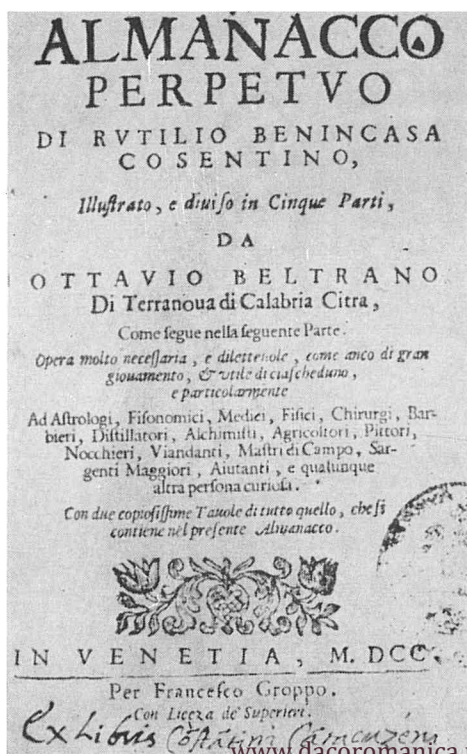 ALMANACCO
PERPETVO
DI RVTILIO BENINCASA
COSENTINO,
Illuſtrato, e diuiſo in Cinque Parti,
DA
OTTAVIO BELTRANO
Di Terranoua di Calabria Citra,
Come ſegue nella ſeguente Parte.
Opera molto neceſſaria, e diletteuole, come anco di gran
giouamento, & vtile di ciaſcheduno,
e particolarmente
Ad Aſtrologi, Fiſonomici, Medici, Fiſici, Chirurgi, Bar-
bieri, Diſtillatori, Alchimiſti, Agricoltori, Pittori,
Nocchieri, Viandanti, Maſtri di Campo, Sar-
genti Maggiori, Aiutanti, e qualunque
altra perſona curioſa.
Con due copioſiſſime Tauole di tutto quello, che ſi
contiene nel preſente Almanacco.
IN VENETIA, M. DCC.
Per Franceſco Groppo.
Con Licẽza de' Superiori.
Ex Libris
www.dacoromanica